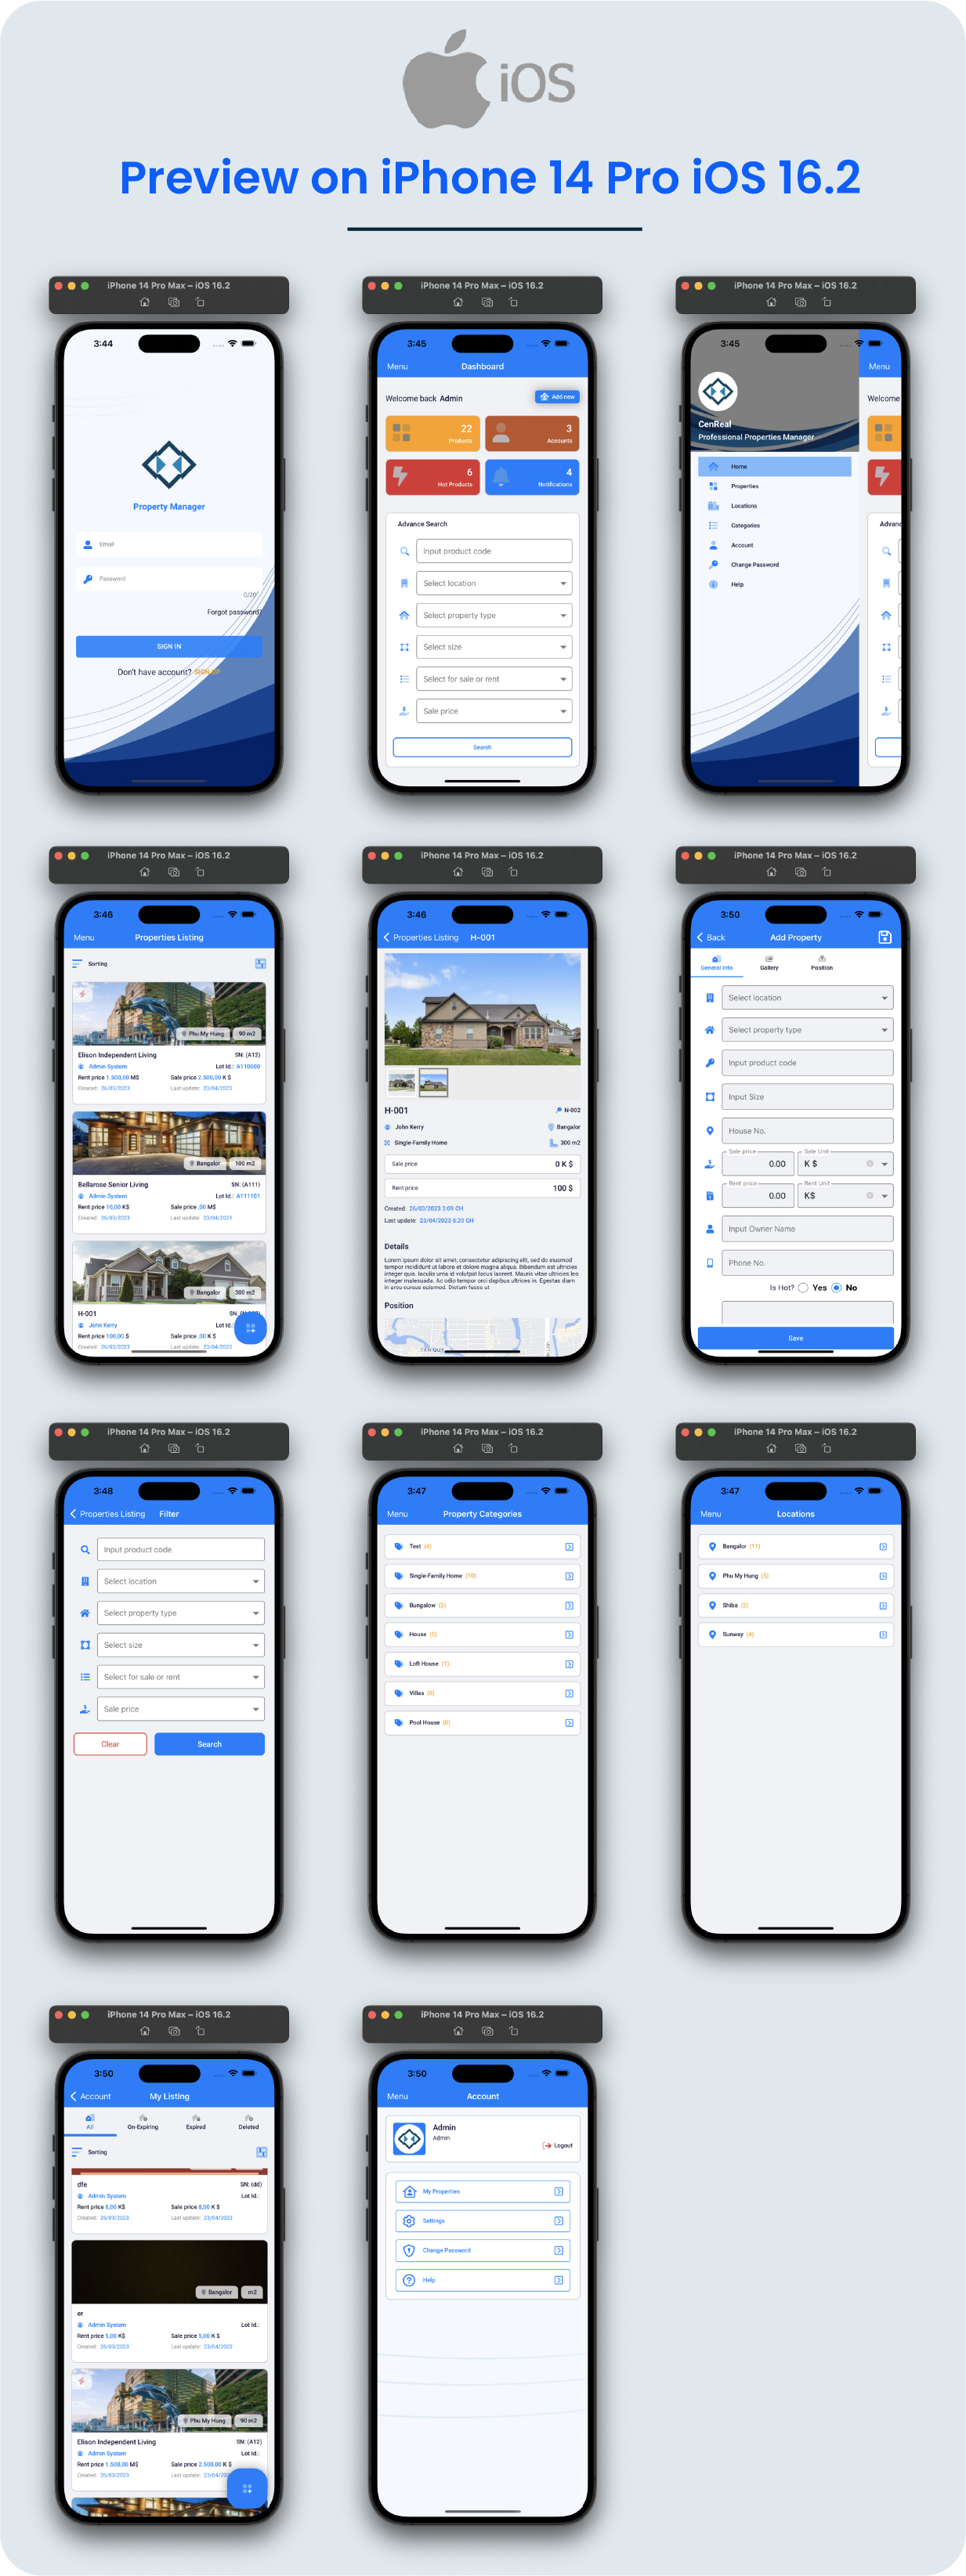 iOS
Preview on iPhone 14 Pro iOS 16.2
iPhone 14 Pro Max – iOS 16.2
3:44
Property Manager
Email
Password
0/20
Forgot password?
SIGN IN
Don't have account? SIGN UP
iPhone 14 Pro Max – iOS 16.2
3:45
Menu Dashboard
Welcome back Admin Add new
22
Products
3
Accounts
6
Hot Products
4
Notifications
Advance Search
Input product code
Select location
Select property type
Select size
Select for sale or rent
Sale price
Search
iPhone 14 Pro Max – iOS 16.2
3:45
Menu
CenReal
Professional Properties Manager
Welcome
Home
Properties
Locations
Categories
Account
Change Password
Help
Advanc
iPhone 14 Pro Max – iOS 16.2
3:46
Menu Properties Listing
Sorting
Phu My Hung 90 m2
Elison Independent Living SN: (A12)
Admin System Lot Id.: A110000
Rent price 1.500,00 M$ Sale price 2.500,00 K $
Created: 26/03/2023 Last update: 23/04/2023
Bangalor 100 m2
Bellarose Senior Living SN: (A111)
Admin System Lot Id.: A111101
Rent price 10,00 K$ Sale price ,00 M$
Created: 26/03/2023 Last update: 23/04/2023
Bangalor 300 m2
H-001 SN:
John Kerry Lot Id.:
Rent price 100,00 $ Sale price ,00 K $
Created: 26/03/2023 Last update: 23/04/2023
iPhone 14 Pro Max – iOS 16.2
3:46
Properties Listing H-001
H-001 N-002
John Kerry Bangalor
Single-Family Home 300 m2
Sale price 0 K $
Rent price 100 $
Created: 26/03/2023 3:09 CH
Last update: 23/04/2023 6:20 CH
Details
Lorem ipsum dolor sit amet, consectetur adipiscing elit, sed do eiusmod
tempor incididunt ut labore et dolore magna aliqua. Bibendum est ultricies
integer quis. Iaculis urna id volutpat lacus laoreet. Mauris vitae ultricies leo
integer malesuada. Ac odio tempor orci dapibus ultrices in. Egestas diam
in arcu cursus euismod. Dictum fusce ut
Position
TÂN QUY
iPhone 14 Pro Max – iOS 16.2
3:50
Back Add Property
General Info Gallery Position
Select location
Select property type
Input product code
Input Size
House No.
Sale price 0.00 Sale Unit K $
Rent price 0.00 Rent Unit K$
Input Owner Name
Phone No.
Is Hot? Yes No
Save
iPhone 14 Pro Max – iOS 16.2
3:48
Properties Listing Filter
Input product code
Select location
Select property type
Select size
Select for sale or rent
Sale price
Clear Search
iPhone 14 Pro Max – iOS 16.2
3:47
Menu Property Categories
Test (4)
Single-Family Home (10)
Bungalow (2)
House (5)
Loft House (1)
Villas (0)
Pool House (0)
iPhone 14 Pro Max – iOS 16.2
3:47
Menu Locations
Bangalor (11)
Phu My Hung (5)
Shiba (2)
Sunway (4)
iPhone 14 Pro Max – iOS 16.2
3:50
Account My Listing
All On-Expiring Expired Deleted
Sorting
dfe SN: (dd)
Admin System Lot Id.:
Rent price 8,00 K$ Sale price 8,00 K $
Created: 26/03/2023 Last update: 23/04/2023
Bangalor m2
er
Admin System Lot Id.:
Rent price 5,00 K$ Sale price 5,00 K $
Created: 26/03/2023 Last update: 23/04/2023
Phu My Hung 90 m2
Elison Independent Living SN: (A12)
Admin System Lot Id.:
Rent price 1.500,00 M$ Sale price 2.500,00 K $
Created: 26/03/2023 Last update: 23/04/202
iPhone 14 Pro Max – iOS 16.2
3:50
Menu Account
Admin
Admin
Logout
My Properties
Settings
Change Password
Help